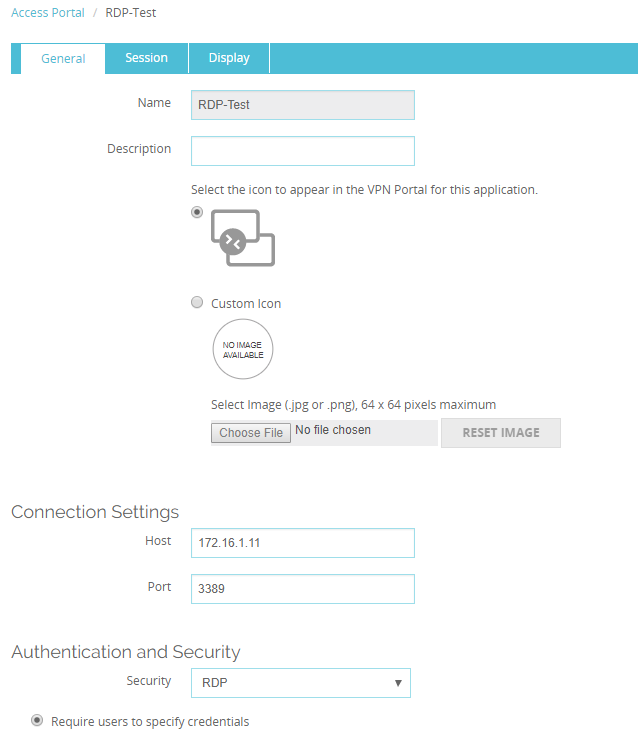 Access Portal / RDP-Test
General Session Display
Name RDP-Test
Description
Select the icon to appear in the VPN Portal for this application.
Custom Icon
NO IMAGE
AVAILABLE
Select Image (.jpg or .png), 64 x 64 pixels maximum
Choose File No file chosen RESET IMAGE
Connection Settings
Host 172.16.1.11
Port 3389
Authentication and Security
Security RDP
Require users to specify credentials